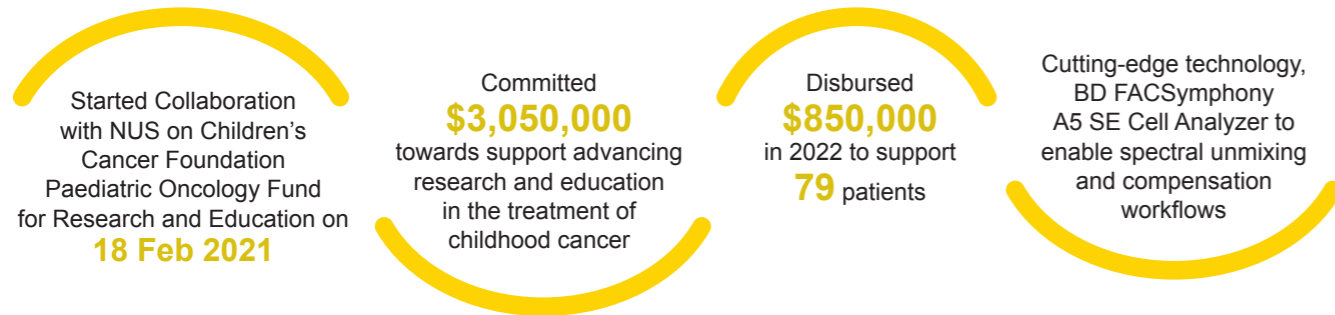 Started Collaboration
with NUS on Children's
Cancer Foundation
Paediatric Oncology Fund
for Research and Education on
18 Feb 2021
Committed
$3,050,000
towards support advancing
research and education
in the treatment of
childhood cancer
Disbursed
$850,000
in 2022 to support
79 patients
Cutting-edge technology,
BD FACSymphony
A5 SE Cell Analyzer to
enable spectral unmixing
and compensation
workflows